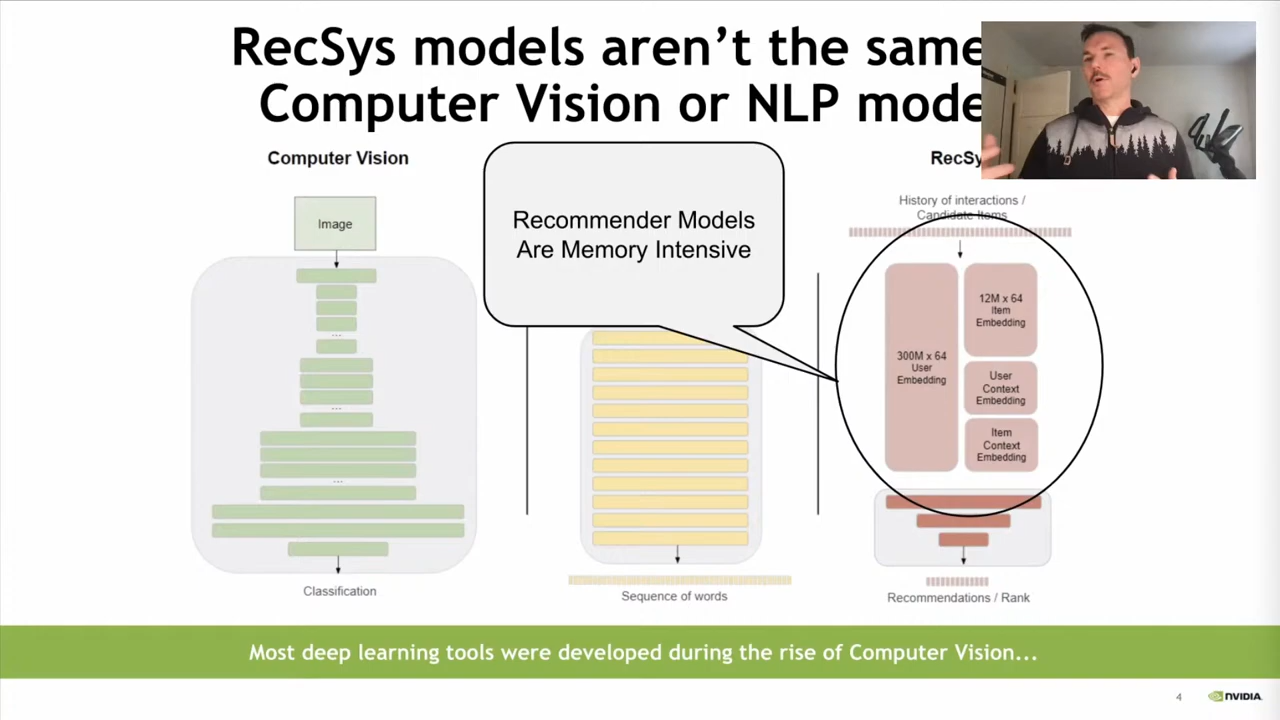 RecSys models aren't the same
Computer Vision or NLP mode
Computer Vision
Image
...
...
...
Classification
Recommender Models
Are Memory Intensive
Sequence of words
RecSy
History of interactions /
Candidate Items
300M x 64
User
Embedding
12M x 64
Item
Embedding
User
Context
Embedding
Item
Context
Embedding
Recommendations / Rank
Most deep learning tools were developed during the rise of Computer Vision...
4
NVIDIA.